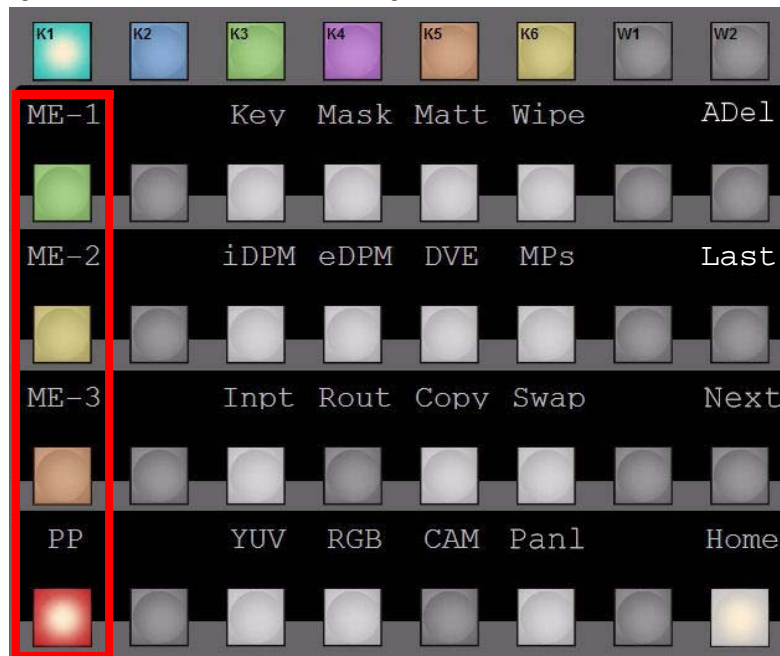 K1 K2 K3 K4 K5 K6 W1 W2
ME-1 Key Mask Matt Wipe ADel
ME-2 iDPM eDPM DVE MPs Last
ME-3 Inpt Rout Copy Swap Next
PP YUV RGB CAM Panl Home